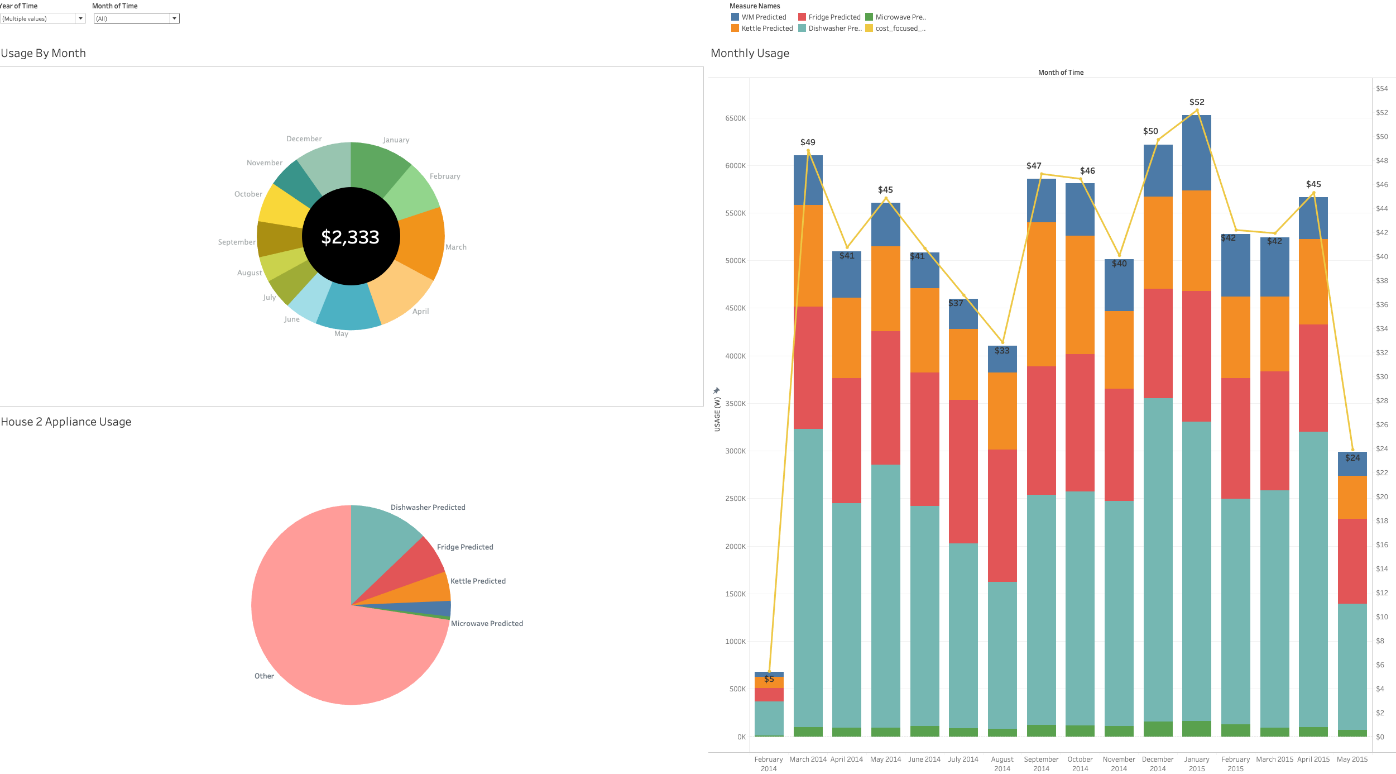 Year of Time
Month of Time
(Multiple values)
(All)
Measure Names
WM Predicted
Fridge Predicted
Microwave Pre..
Kettle Predicted
Dishwasher Pre..
cost_focused_..
Usage By Month
December
January
November
February
October
September
$2,333
March
August
July
April
June
May
House 2 Appliance Usage
Dishwasher Predicted
Fridge Predicted
Kettle Predicted
Microwave Predicted
Other
Monthly Usage
Month of Time
USAGE (W)
6500K
6000K
5500K
5000K
4500K
4000K
3500K
3000K
2500K
2000K
1500K
1000K
500K
0K
$5
$49
$41
$45
$41
$37
$33
$47
$46
$40
$50
$52
$42
$42
$45
$24
$54
$52
$50
$48
$46
$44
$42
$40
$38
$36
$34
$32
$30
$28
$26
$24
$22
$20
$18
$16
$14
$12
$10
$8
$6
$4
$2
$0
February 2014
March 2014
April 2014
May 2014
June 2014
July 2014
August 2014
September 2014
October 2014
November 2014
December 2014
January 2015
February 2015
March 2015
April 2015
May 2015